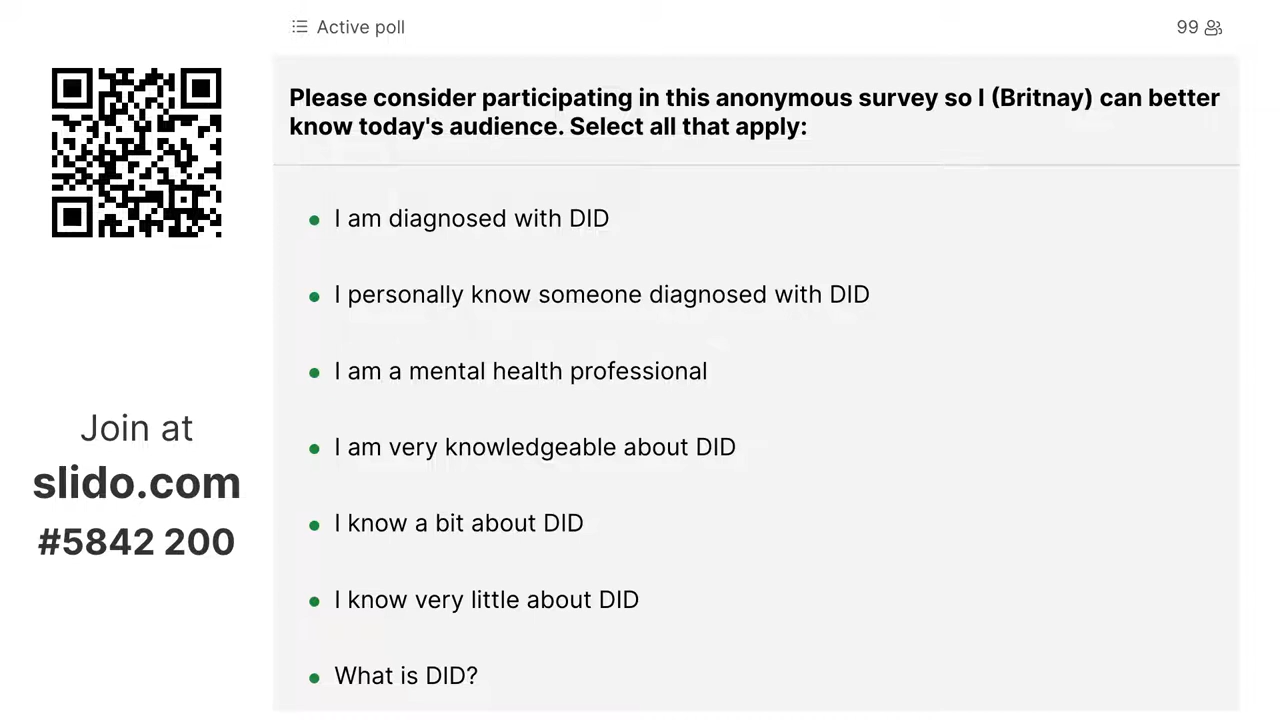 Active poll
99
Please consider participating in this anonymous survey so I (Britnay) can better
know today's audience. Select all that apply:
I am diagnosed with DID
I personally know someone diagnosed with DID
I am a mental health professional
I am very knowledgeable about DID
I know a bit about DID
I know very little about DID
What is DID?
Join at
slido.com
#5842 200